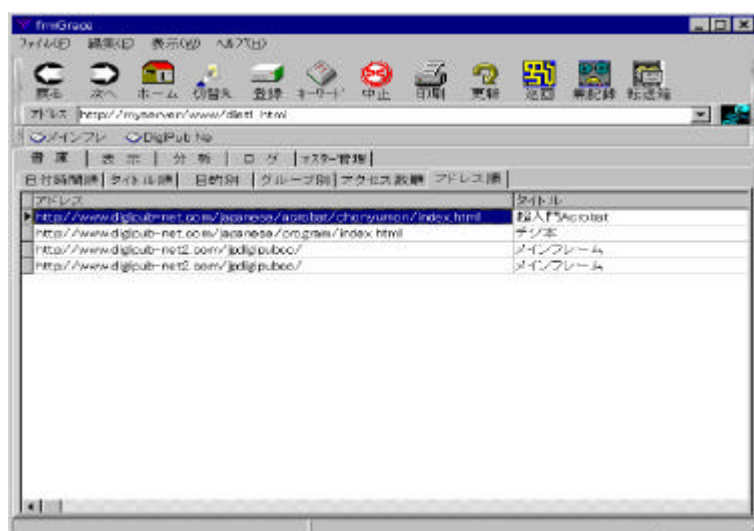 frmGrace
ファイル(F) 編集(E) 表示(W) ヘルプ(H)
戻る 次へ ホーム 切替え 登録 キーワード 中止 印刷 更新 巡回 無記録 転送箱
アドレス http://myserver/www/dlest1.html
メインフレ DigiPub Ne
書 庫 表 示 分 析 ロ グ マスター管理
日付時間順 タイトル順 目的別 グループ別 アクセス数順 アドレス順
アドレス タイトル
http://www.digipub-net.com/japanese/acrobat/chonyumon/index.html 超入門Acrobat
http://www.digipub-net.com/japanese/program/index.html デジ本
http://www.digipub-net2.com/jpdigipubco/ メインフレーム
http://www.digipub-net2.com/jpdigipubco/ メインフレーム